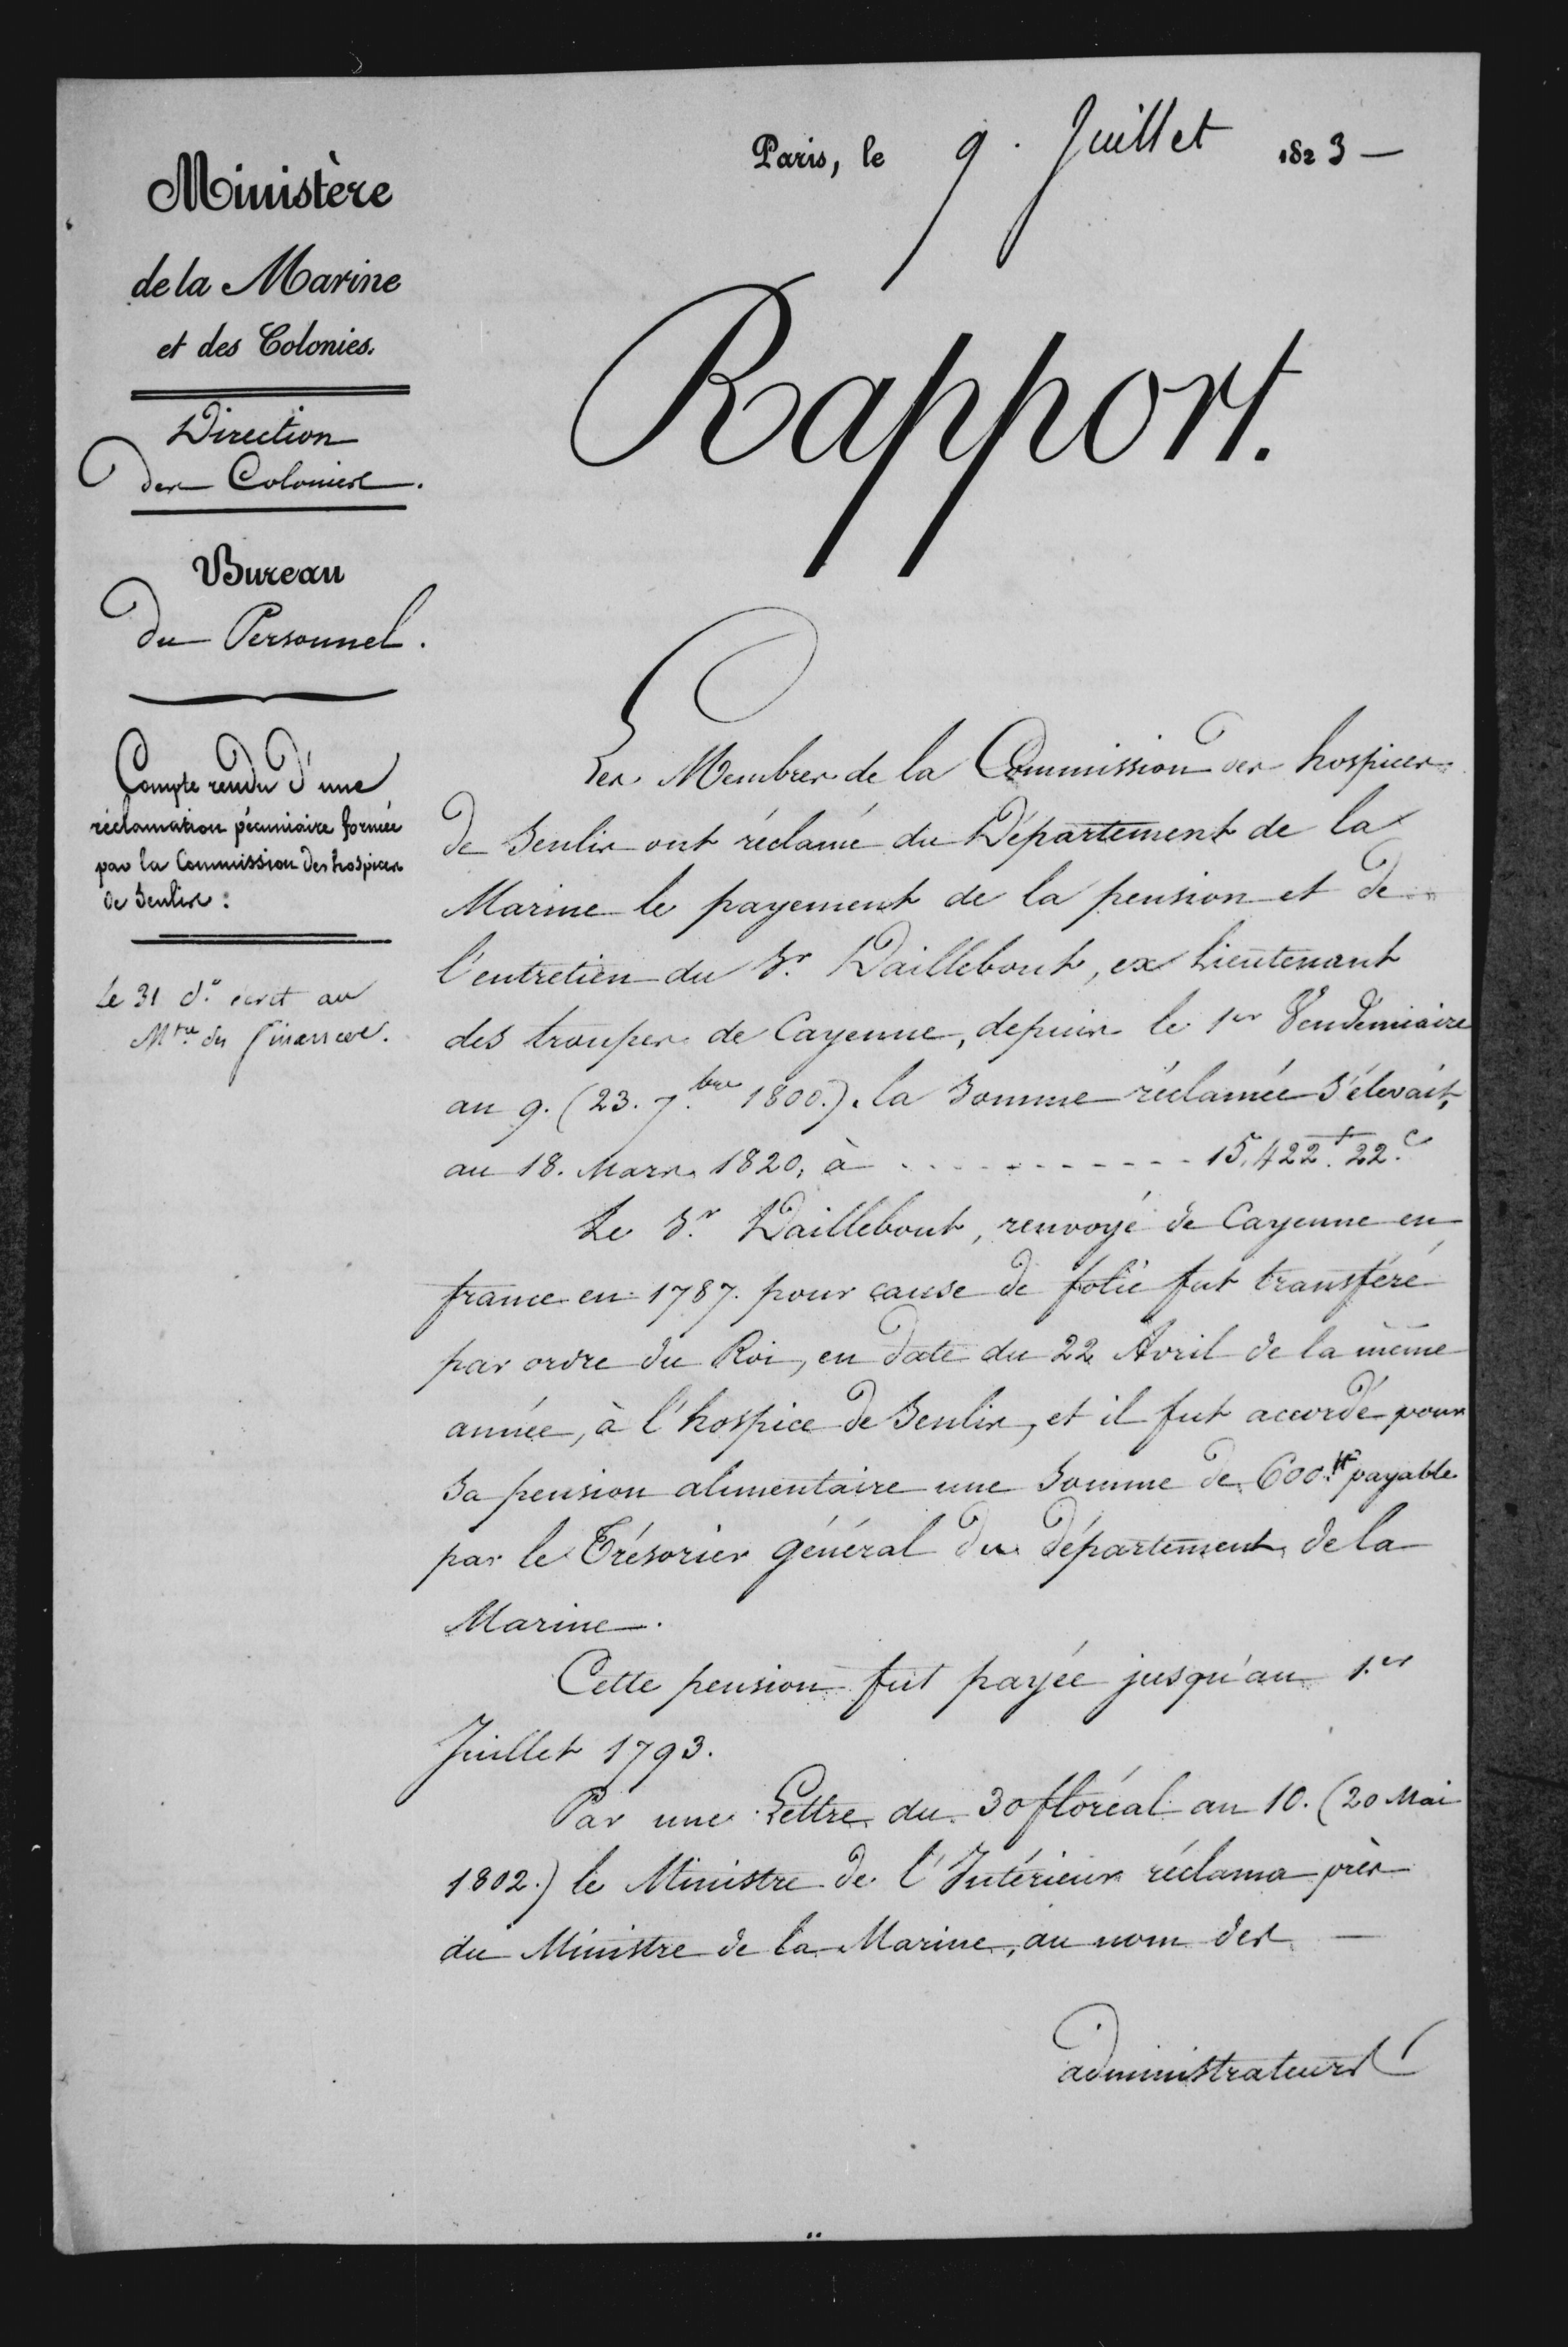 Ministère
de la Marine
et des Colonies.
Direction
des Colonies.
Bureau
du Personnel.
Compte rendu d'une
réclamation pécuniaire formée
par la Commission des hospices
de Senlis :
Le 31 d.o écrit au
M.tre des finances.
Paris, le 9. Juillet 1823 —
Rapport.
Les Membres de la Commission des hospices
de Senlis ont réclamé du Département de la
Marine le payement de la pension et de
l'entretien du S.r Daillebout, ex Lieutenant
des troupes de Cayenne, depuis le 1er Vendémiaire
an 9. (23. 7.bre 1800.). la somme réclamée s'élevait,
au 18. Mars 1820, à - - - - - - - - - - - 15,422.f 22.c
Le S.r Daillebout, renvoyé de Cayenne en
france en 1787. pour cause de folie fut transféré
par ordre du Roi, en date du 22 Avril de la même
année, à l'hospice de Senlis, et il fut accordé pour
sa pension alimentaire une somme de 600.tt payable
par le Trésorier général du département de la
Marine.
Cette pension fut payée jusqu'au 1.er
Juillet 1793.
Par une Lettre du 30 floréal an 10. (20 Mai
1802.) le Ministre de l'Intérieur réclama près
du Ministre de la Marine, au nom des —
administrateurs